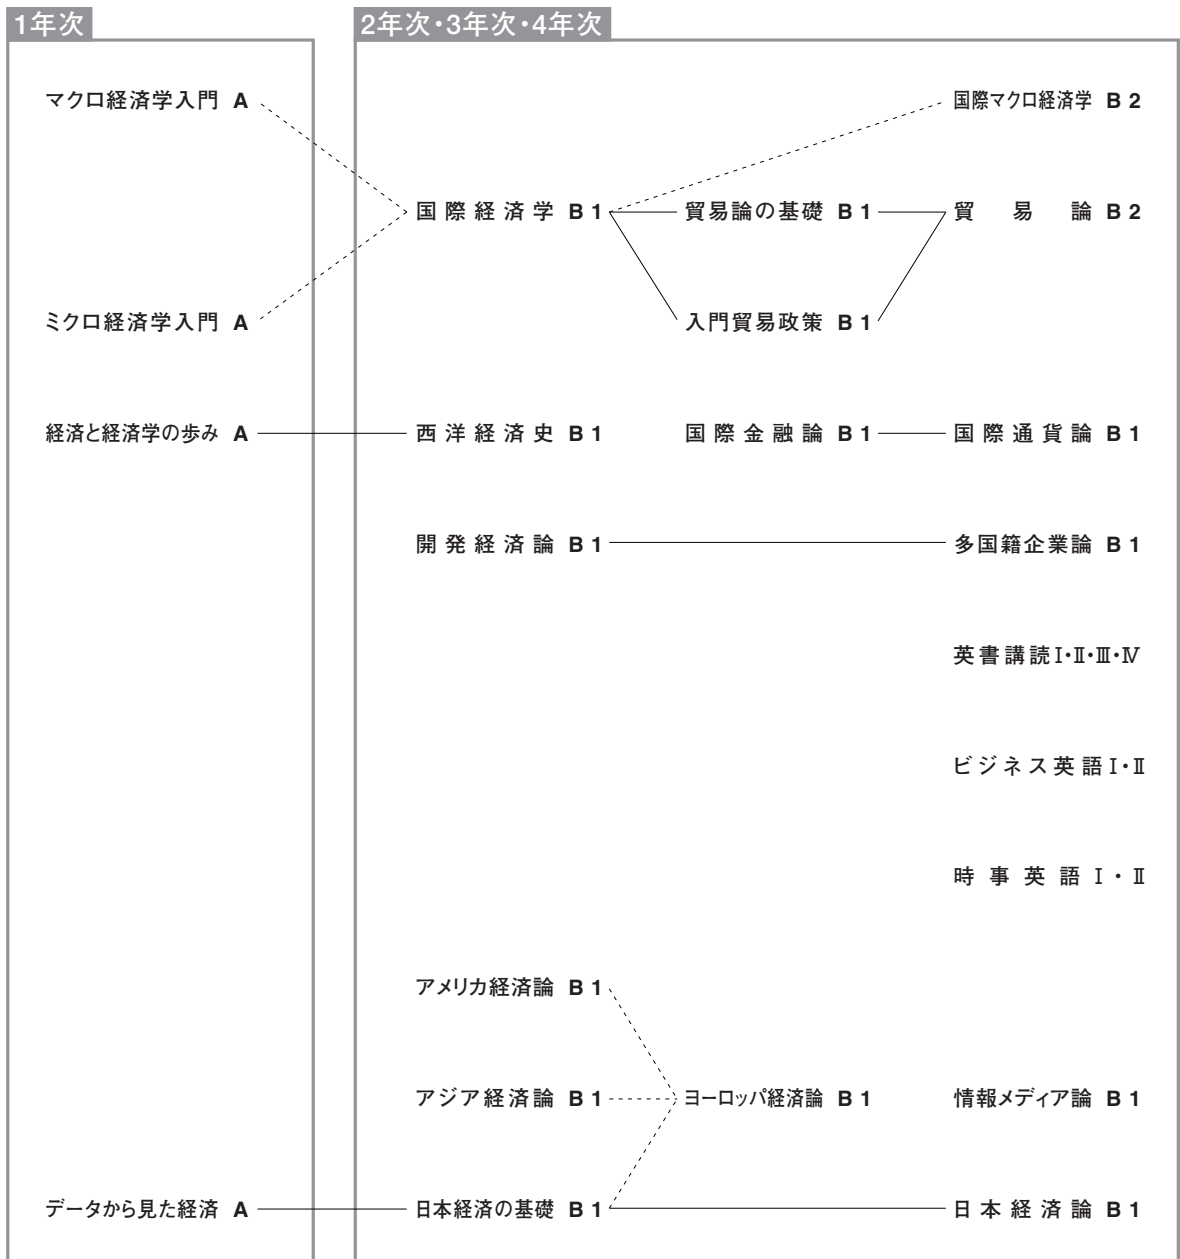 1年次 2年次・3年次・4年次
マクロ経済学入門 A 国際マクロ経済学 B 2
国際経済学 B 1 貿易論の基礎 B 1 貿易論 B 2
ミクロ経済学入門 A 入門貿易政策 B 1
経済と経済学の歩み A 西洋経済史 B 1 国際金融論 B 1 国際通貨論 B 1
開発経済論 B 1 多国籍企業論 B 1
英書講読Ⅰ・Ⅱ・Ⅲ・Ⅳ
ビジネス英語Ⅰ・Ⅱ
時事英語Ⅰ・Ⅱ
アメリカ経済論 B 1
アジア経済論 B 1 ヨーロッパ経済論 B 1 情報メディア論 B 1
データから見た経済 A 日本経済の基礎 B 1 日本経済論 B 1